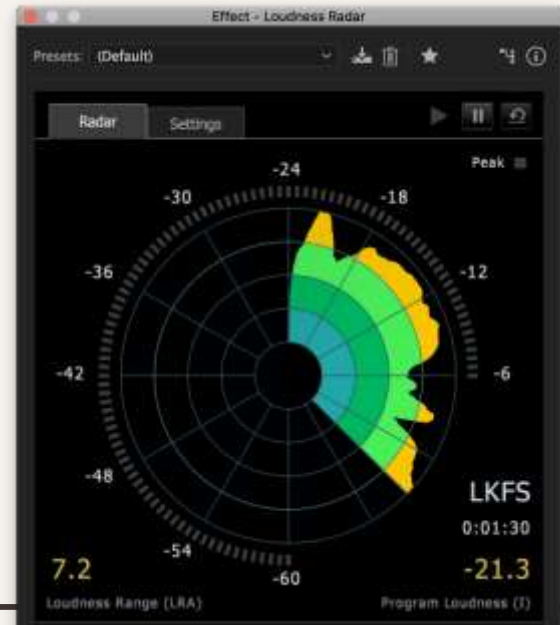 Effect - Loudness Radar
Presets: (Default)
Radar Settings
Peak
-24
-30 -18
-36 -12
-42 -6
-48
LKFS
0:01:30
-54
7.2 -60 -21.3
Loudness Range (LRA) Program Loudness (I)